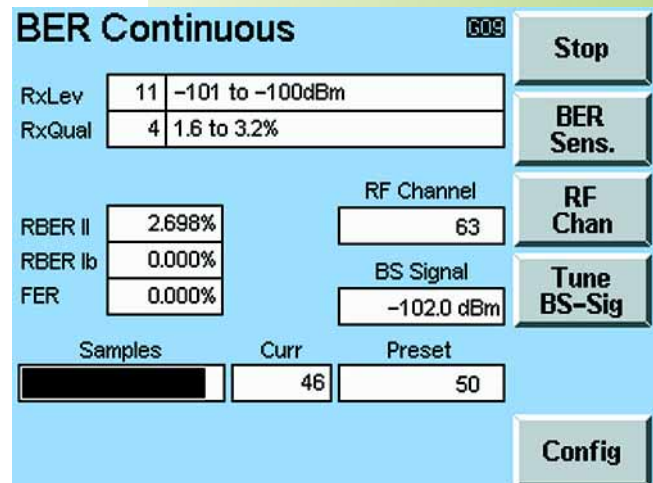 BER Continuous G09
RxLev 11 -101 to -100dBm
RxQual 4 1.6 to 3.2%
RF Channel
RBER II 2.698% 63
RBER Ib 0.000%
BS Signal
FER 0.000% -102.0 dBm
Samples Curr Preset
46 50
Stop
BER
Sens.
RF
Chan
Tune
BS-Sig
Config